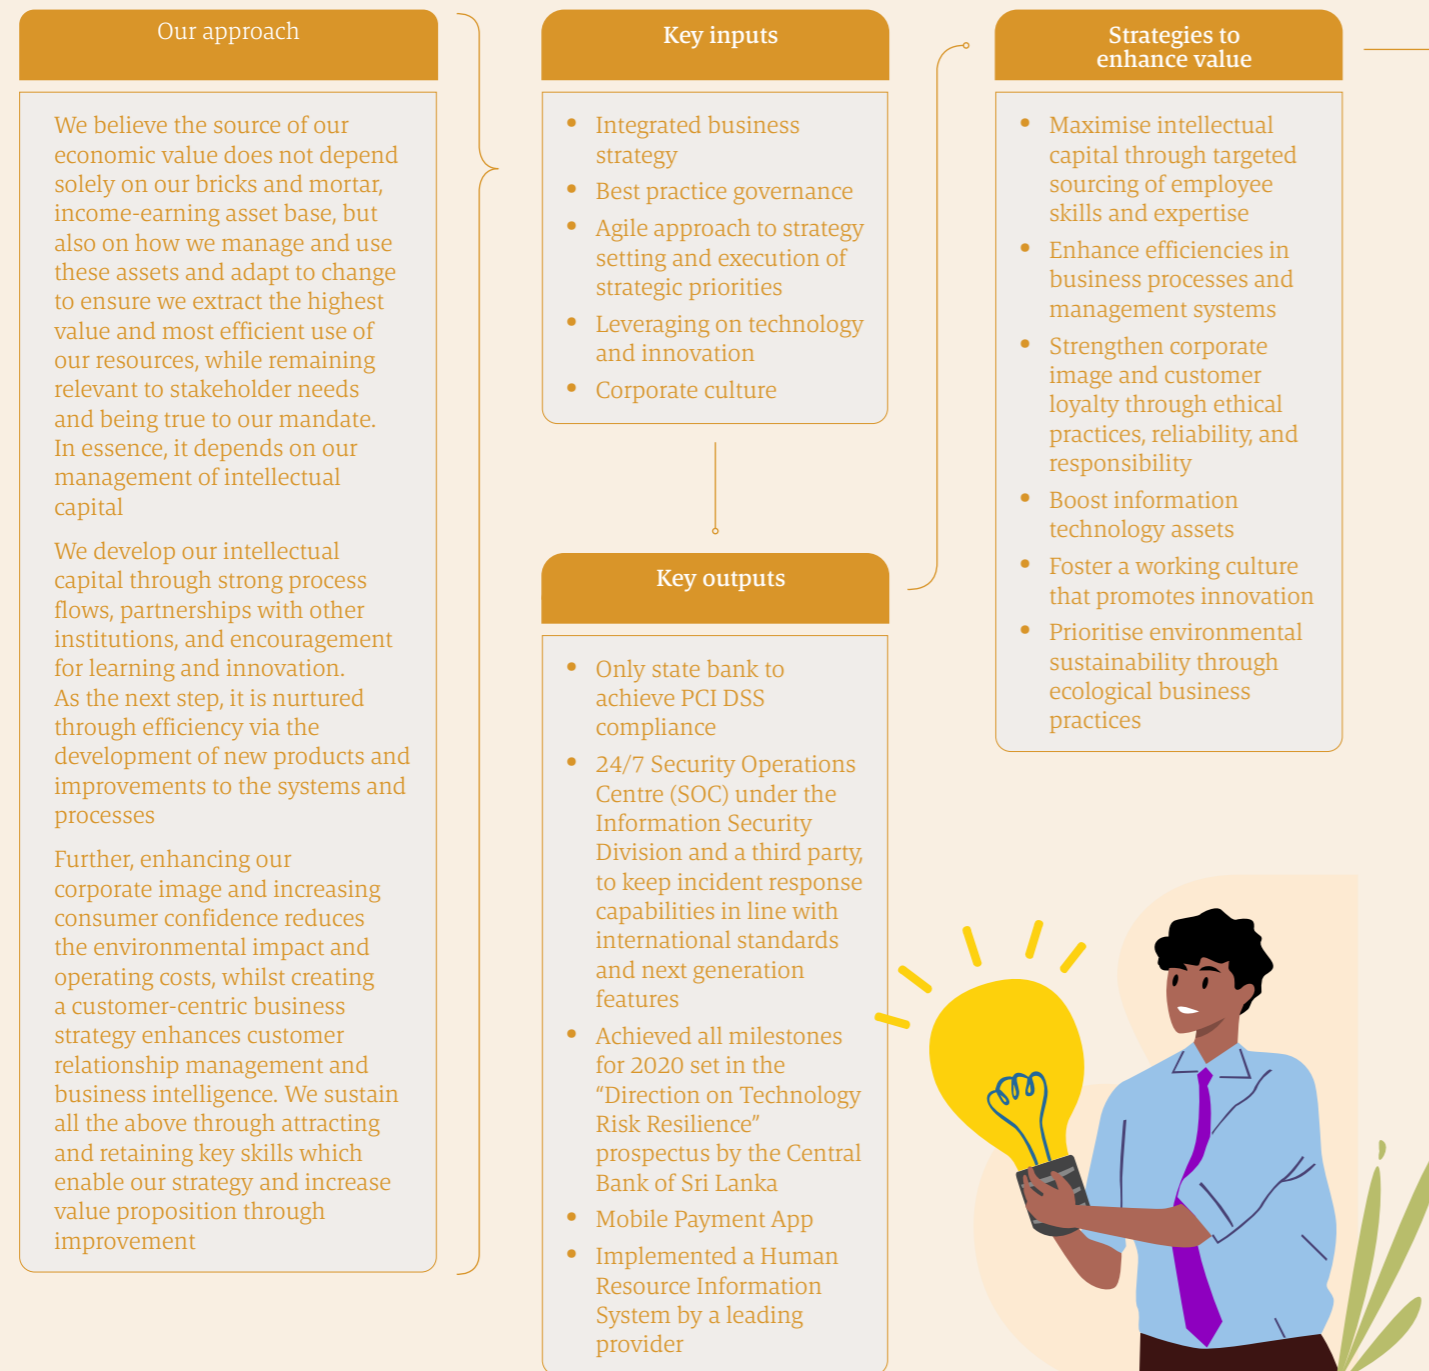 Our approach
We believe the source of our
economic value does not depend
solely on our bricks and mortar,
income-earning asset base, but
also on how we manage and use
these assets and adapt to change
to ensure we extract the highest
value and most efficient use of
our resources, while remaining
relevant to stakeholder needs
and being true to our mandate.
In essence, it depends on our
management of intellectual
capital
We develop our intellectual
capital through strong process
flows, partnerships with other
institutions, and encouragement
for learning and innovation.
As the next step, it is nurtured
through efficiency via the
development of new products and
improvements to the systems and
processes
Further, enhancing our
corporate image and increasing
consumer confidence reduces
the environmental impact and
operating costs, whilst creating
a customer-centric business
strategy enhances customer
relationship management and
business intelligence. We sustain
all the above through attracting
and retaining key skills which
enable our strategy and increase
value proposition through
improvement
Key inputs
• Integrated business
strategy
• Best practice governance
• Agile approach to strategy
setting and execution of
strategic priorities
• Leveraging on technology
and innovation
• Corporate culture
Key outputs
• Only state bank to
achieve PCI DSS
compliance
• 24/7 Security Operations
Centre (SOC) under the
Information Security
Division and a third party,
to keep incident response
capabilities in line with
international standards
and next generation
features
• Achieved all milestones
for 2020 set in the
“Direction on Technology
Risk Resilience”
prospectus by the Central
Bank of Sri Lanka
• Mobile Payment App
• Implemented a Human
Resource Information
System by a leading
provider
Strategies to
enhance value
• Maximise intellectual
capital through targeted
sourcing of employee
skills and expertise
• Enhance efficiencies in
business processes and
management systems
• Strengthen corporate
image and customer
loyalty through ethical
practices, reliability, and
responsibility
• Boost information
technology assets
• Foster a working culture
that promotes innovation
• Prioritise environmental
sustainability through
ecological business
practices